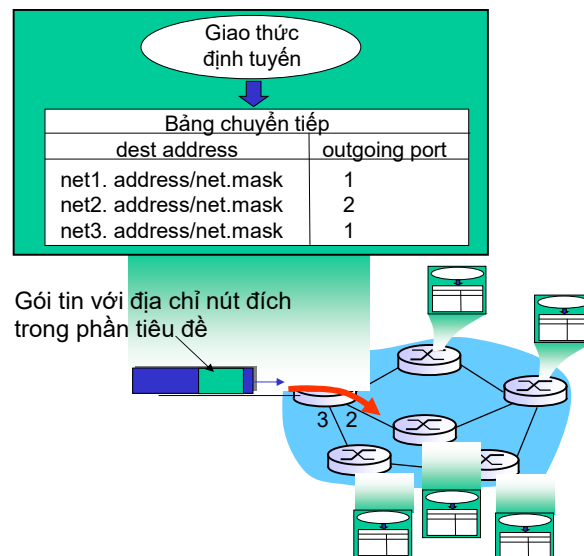 Giao thức
định tuyến
Bảng chuyển tiếp
dest address outgoing port
net1. address/net.mask 1
net2. address/net.mask 2
net3. address/net.mask 1
Gói tin với địa chỉ nút đích
trong phần tiêu đề
3 2